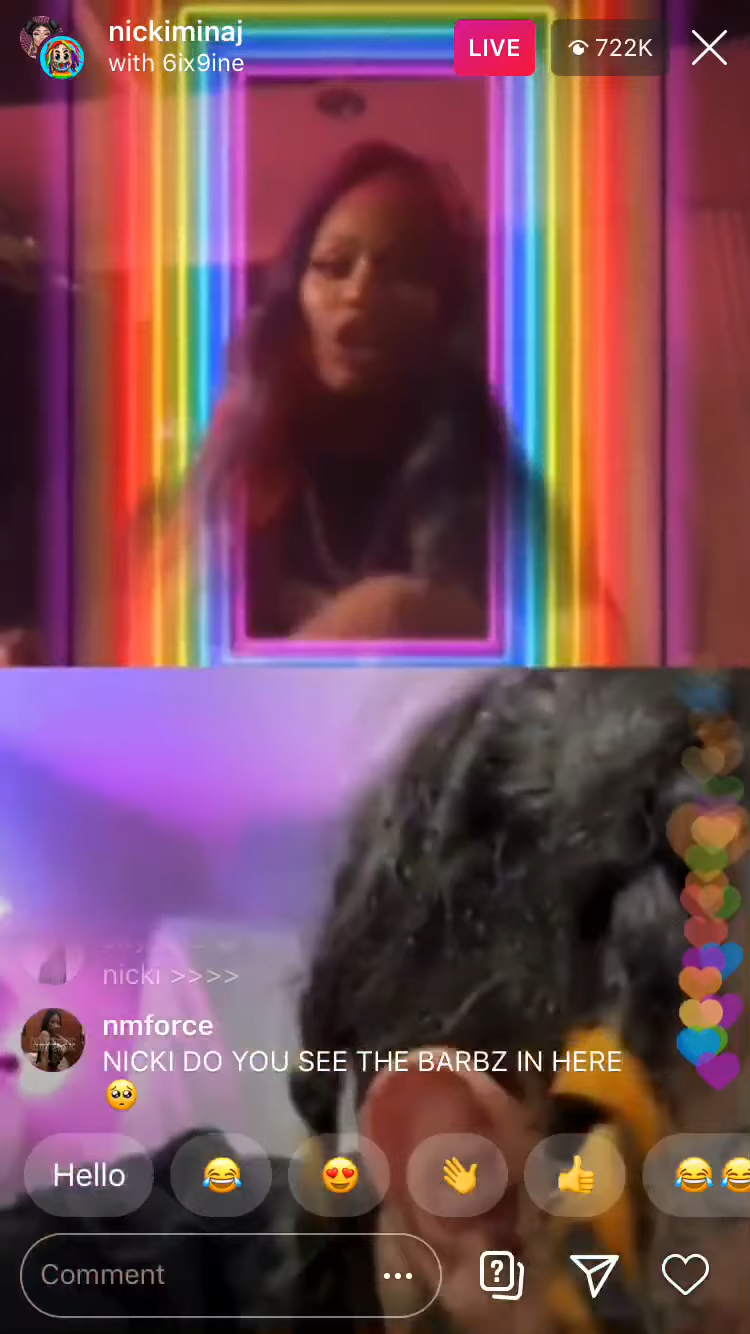 nickiminaj
with 6ix9ine
LIVE
722K
nicki >>>>
nmforce
NICKI DO YOU SEE THE BARBZ IN HERE
🥺
Hello
😂
😍
👋
👍
😂😂
Comment